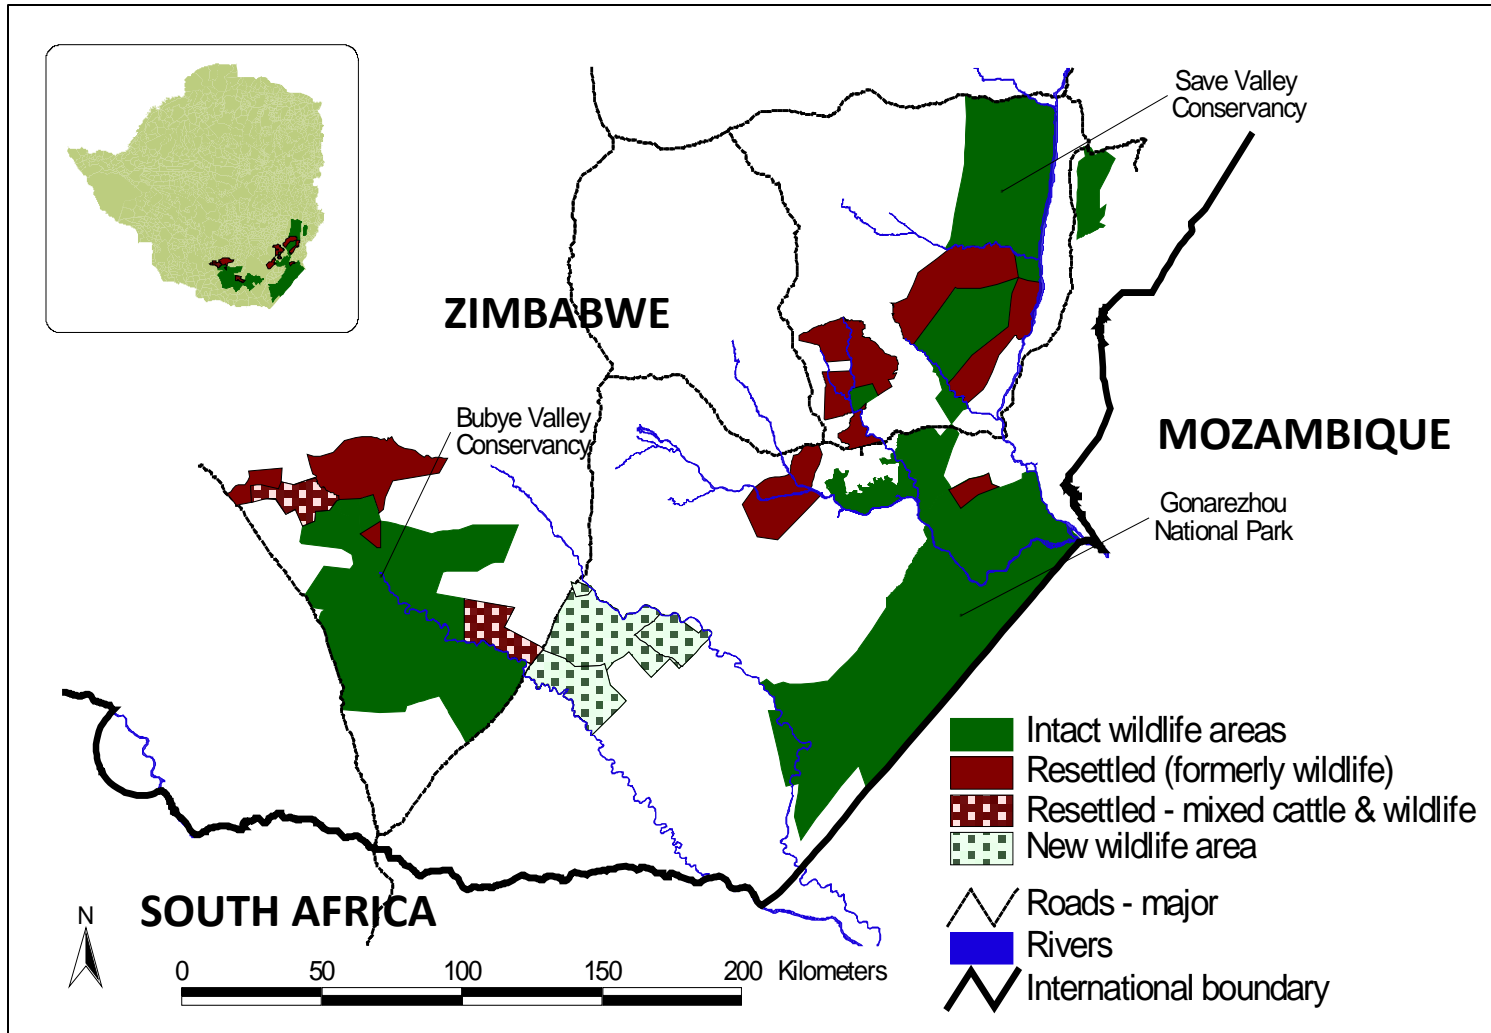 Save Valley
Conservancy
ZIMBABWE
Bubye Valley
Conservancy
MOZAMBIQUE
Gonarezhou
National Park
Intact wildlife areas
Resettled (formerly wildlife)
Resettled - mixed cattle & wildlife
New wildlife area
Roads - major
Rivers
International boundary
SOUTH AFRICA
N
0 50 100 150 200 Kilometers